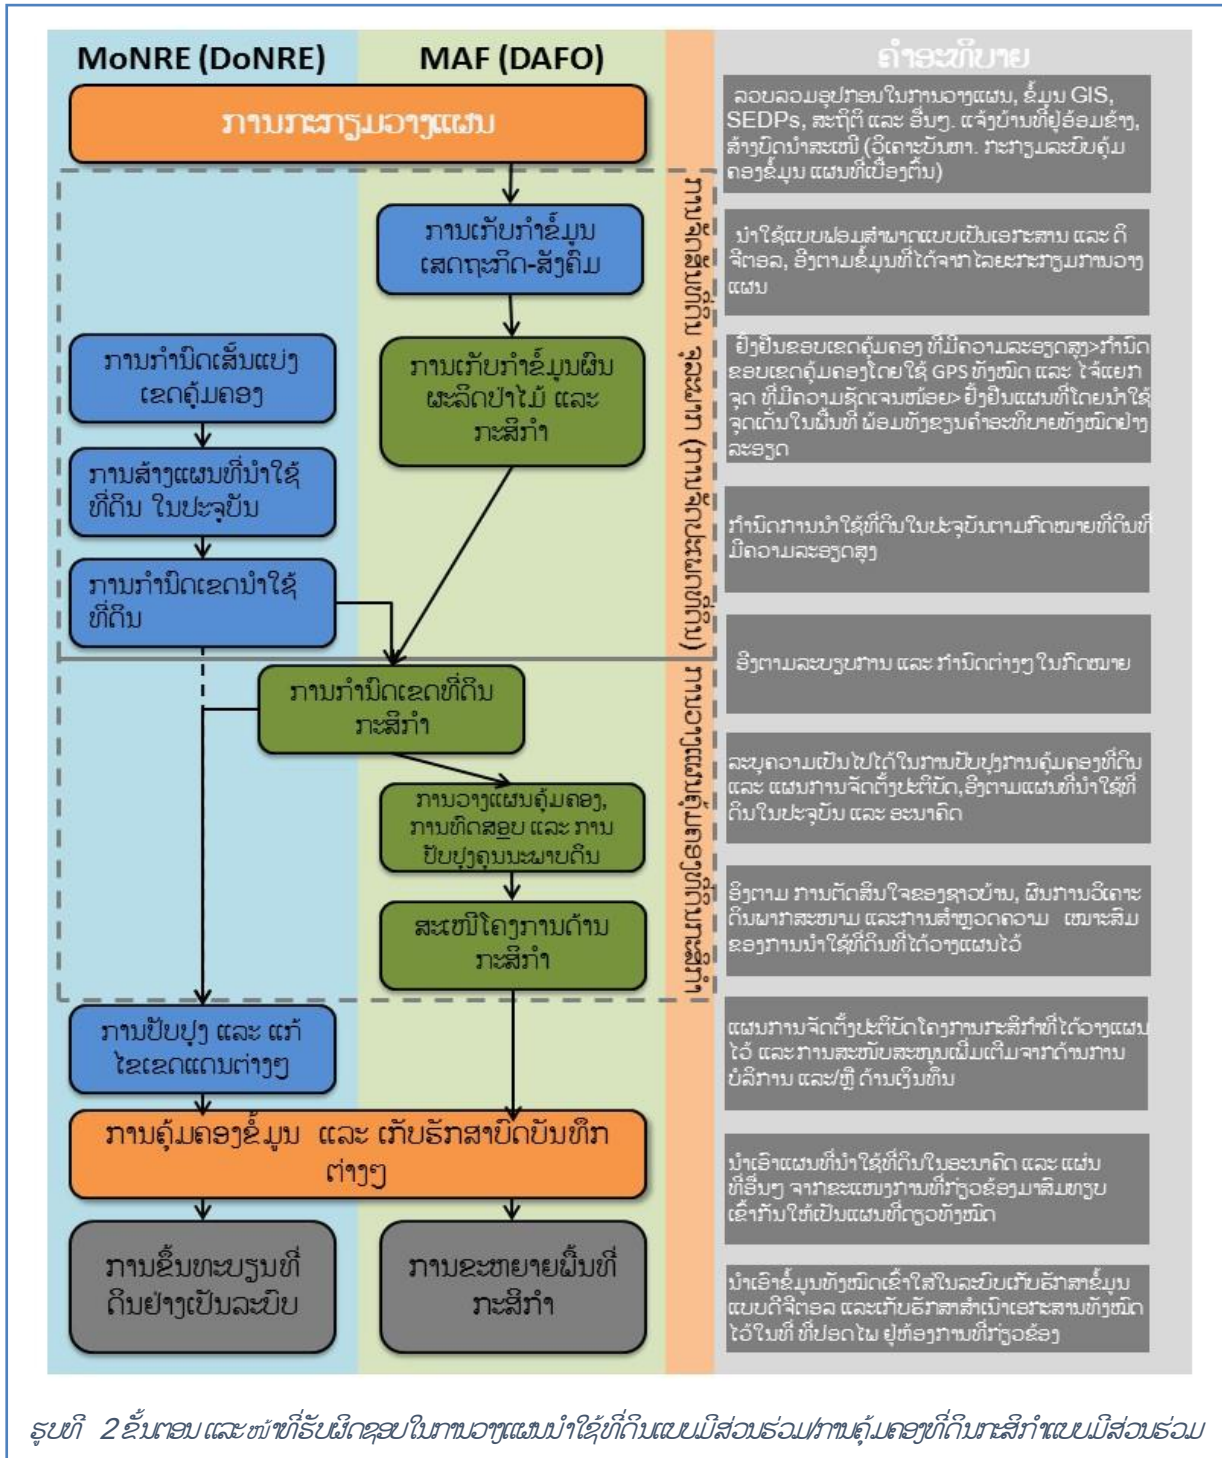 MoNRE (DoNRE)
MAF (DAFO)
ຄຳອະທິບາຍ
ການກະກຽມວາງແຜນ
ການເກັບກຳຂໍ້ມູນ
ເສດຖະກິດ-ສັງຄົມ
ການກຳນົດເສັ້ນແບ່ງ
ເຂດຄຸ້ມຄອງ
ການເກັບກຳຂໍ້ມູນຜົນ
ຜະລິດປ່າໄມ້ ແລະ
ກະສິກຳ
ການສ້າງແຜນທີ່ນຳໃຊ້
ທີ່ດິນ ໃນປະຈຸບັນ
ການກຳນົດເຂດນຳໃຊ້
ທີ່ດິນ
ການກຳນົດເຂດທີ່ດິນ
ກະສິກຳ
ການວາງແຜນຄຸ້ມຄອງ,
ການທົດສອບ ແລະ ການ
ປັບປຸງຄຸນນະພາບດິນ
ສະເໜີໂຄງການດ້ານ
ກະສິກຳ
ການປັບປຸງ ແລະ ແກ້
ໄຂເຂດແດນຕ່າງໆ
ການຄຸ້ມຄອງຂໍ້ມູນ ແລະ ເກັບຮັກສາບົດບັນທຶກ
ຕ່າງໆ
ການຂຶ້ນທະບຽນທີ່
ດິນຢ່າງເປັນລະບົບ
ການຂະຫຍາຍພື້ນທີ່
ກະສິກຳ
ການຈັດສັນທີ່ດິນ ຈຸລະພາກ (ການຈັດປະເພດທີ່ດິນ)
ການວາງແຜນຄຸ້ມຄອງທີ່ດິນກະສິກຳ
ລວບລວມອຸປກອນໃນການວາງແຜນ, ຂໍ້ມູນ GIS,
SEDPs, ສະຖິຕິ ແລະ ອື່ນໆ. ແຈ້ງບ້ານທີ່ຢູ່ອ້ອມຂ້າງ,
ສ້າງບົດນຳສະເໜີ (ວິເຄາະບັນຫາ. ກະກຽມລະບົບຄຸ້ມ
ຄອງຂໍ້ມູນ ແຜນທີ່ເບື້ອງຕົ້ນ)
ນຳໃຊ້ແບບຟອມສຳພາດແບບເປັນເອກະສານ ແລະ ດິ
ຈີຕອລ, ອີງຕາມຂໍ້ມູນທີ່ໄດ້ຈາກໄລຍະກະກຽມການວາງ
ແຜນ
ຢັ້ງຢືນຂອບເຂດຄຸ້ມຄອງ ທີ່ມີຄວາມລະອຽດສູງ>ກຳນົດ
ຂອບເຂດຄຸ້ມຄອງໂດຍໃຊ້ GPS ທັງໝົດ ແລະ ໄຈ້ແຍກ
ຈຸດ ທີ່ມີຄວາມຊັດເຈນໜ້ອຍ> ຢັ້ງຢືນແຜນທີ່ໂດຍນຳໃຊ້
ຈຸດເດັ່ນໃນພື້ນທີ່ ພ້ອມທັງຂຽນຄຳອະທິບາຍທັງໝົດຢ່າງ
ລະອຽດ
ກຳນົດການນຳໃຊ້ທີ່ດິນໃນປະຈຸບັນຕາມກົດໝາຍທີ່ດິນທີ່
ມີຄວາມລະອຽດສູງ
ອີງຕາມລະບຽບການ ແລະ ກຳນົດຕ່າງໆ ໃນກົດໝາຍ
ລະບຸຄວາມເປັນໄປໄດ້ໃນການປັບປຸງການຄຸ້ມຄອງທີ່ດິນ
ແລະ ແຜນການຈັດຕັ້ງປະຕິບັດ,ອີງຕາມແຜນທີ່ນຳໃຊ້ທີ່
ດິນໃນປະຈຸບັນ ແລະ ອະນາຄົດ
ອີງຕາມ ການຕັດສິນໃຈຂອງຊາວບ້ານ, ຜົນການວິເຄາະ
ດິນພາກສະໜາມ ແລະການສຳຫຼວດຄວາມ ເໝາະສົມ
ຂອງການນຳໃຊ້ທີ່ດິນທີ່ໄດ້ວາງແຜນໄວ້
ແຜນການຈັດຕັ້ງປະຕິບັດໂຄງການກະສິກຳທີ່ໄດ້ວາງແຜນ
ໄວ້ ແລະ ການສະໜັບສະໜຸນເພີ່ມເຕີມຈາກດ້ານການ
ບໍລິການ ແລະ/ຫຼື ດ້ານເງິນທຶນ
ນຳເອົາແຜນທີ່ນຳໃຊ້ທີ່ດິນໃນອະນາຄົດ ແລະ ແຜ່ນ
ທີ່ອື່ນໆ ຈາກຂະແໜງການທີ່ກ່ຽວຂ້ອງມາສົມທຽບ
ເຂົ້າກັນໃຫ້ເປັນແຜນທີ່ດຽວທັງໝົດ
ນຳເອົາຂໍ້ມູນທັງໝົດເຂົ້າໃສ່ໃນລະບົບເກັບຮັກສາຂໍ້ມູນ
ແບບດິຈີຕອລ ແລະເກັບຮັກສາສຳເນົາເອກະສານທັງໝົດ
ໄວ້ໃນທີ່ ທີ່ປອດໄພ ຢູ່ຫ້ອງການທີ່ກ່ຽວຂ້ອງ
ຮູບທີ 2 ຂັ້ນຕອນ ແລະ ໜ້າທີ່ຮັບຜິດຊອບໃນການວາງແຜນນຳໃຊ້ທີ່ດິນແບບມີສ່ວນຮ່ວມ/ການຄຸ້ມຄອງທີ່ດິນກະສິກຳແບບມີສ່ວນຮ່ວມ